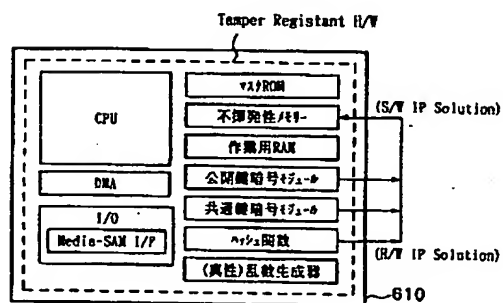 Tamper Registant H/W
CPU
DMA
I/O
Media-SAM I/F
マスクROM
不揮発性メモリー
作業用RAM
公開鍵暗号モジュール
共通鍵暗号モジュール
ハッシュ関数
(真性)乱数生成器
(S/W IP Solution)
(H/W IP Solution)
610